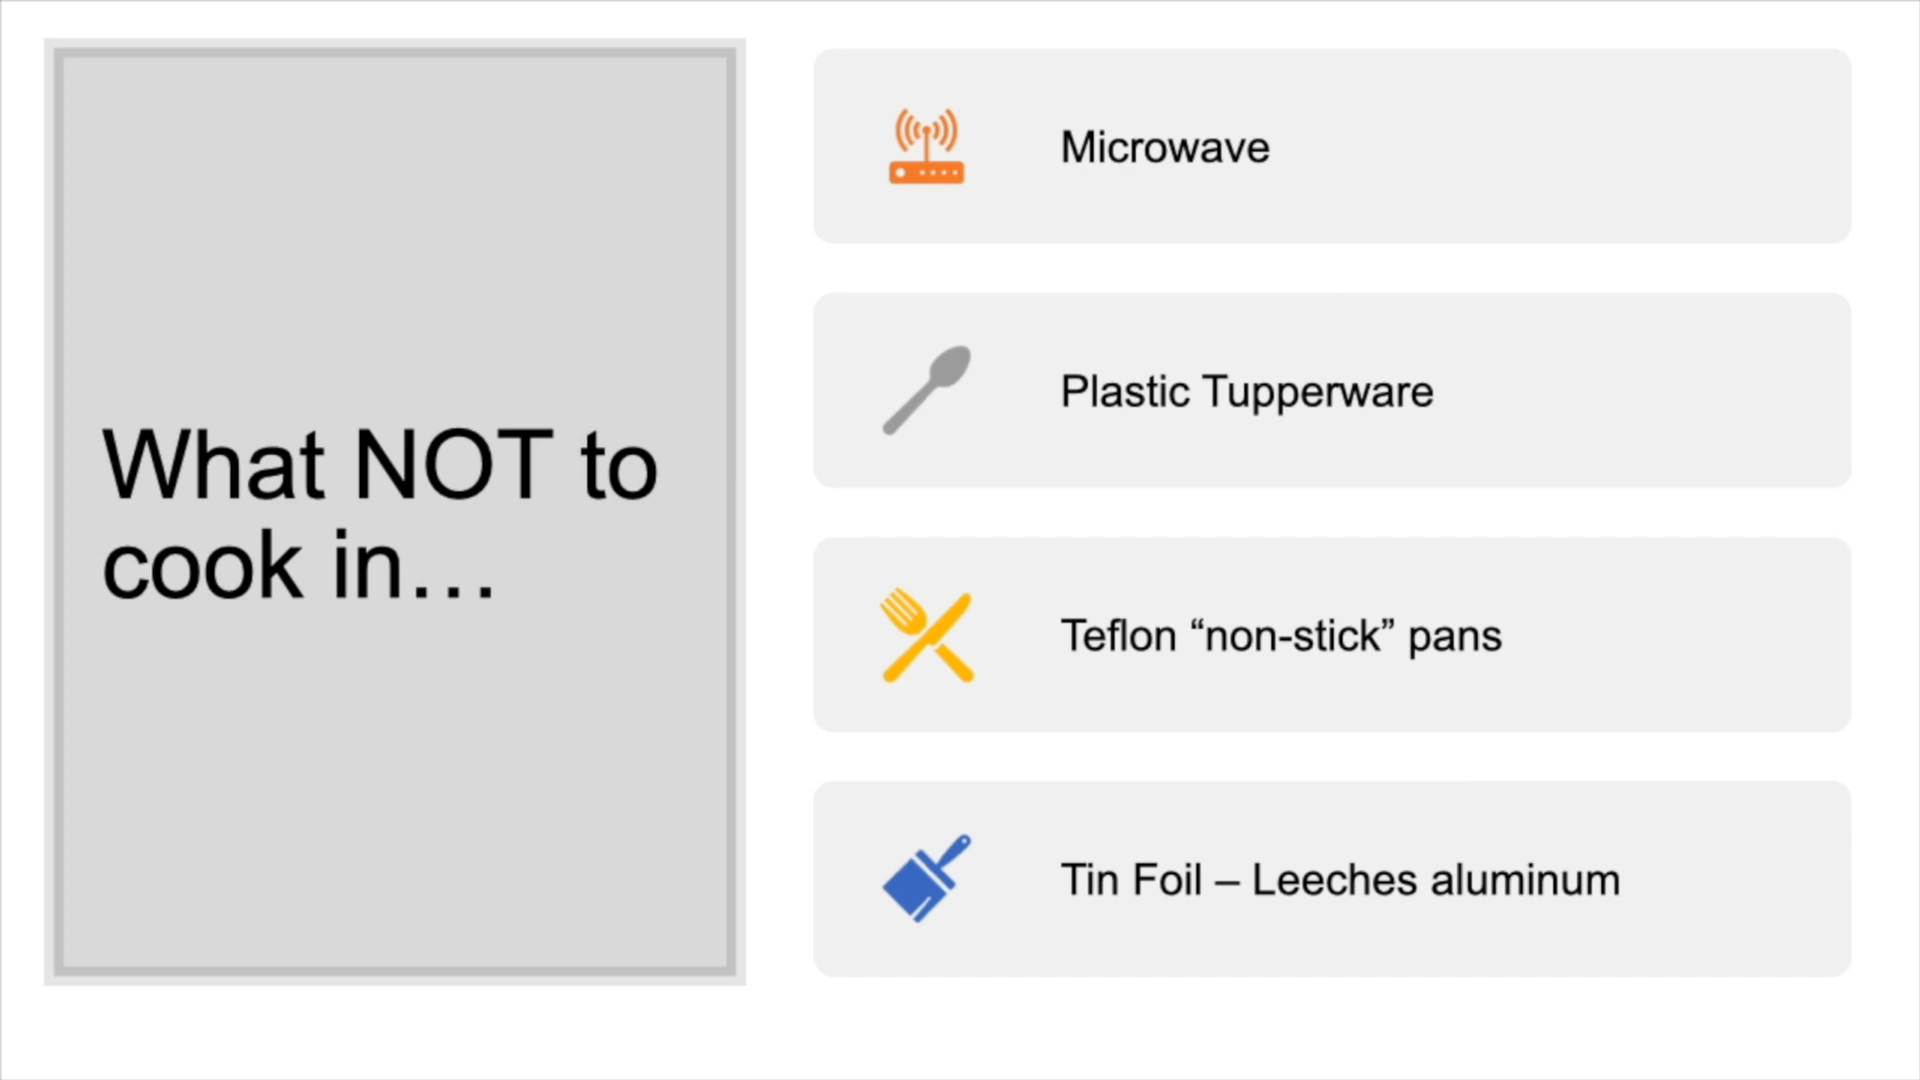 What NOT to
cook in…
Microwave
Plastic Tupperware
Teflon “non-stick” pans
Tin Foil – Leeches aluminum